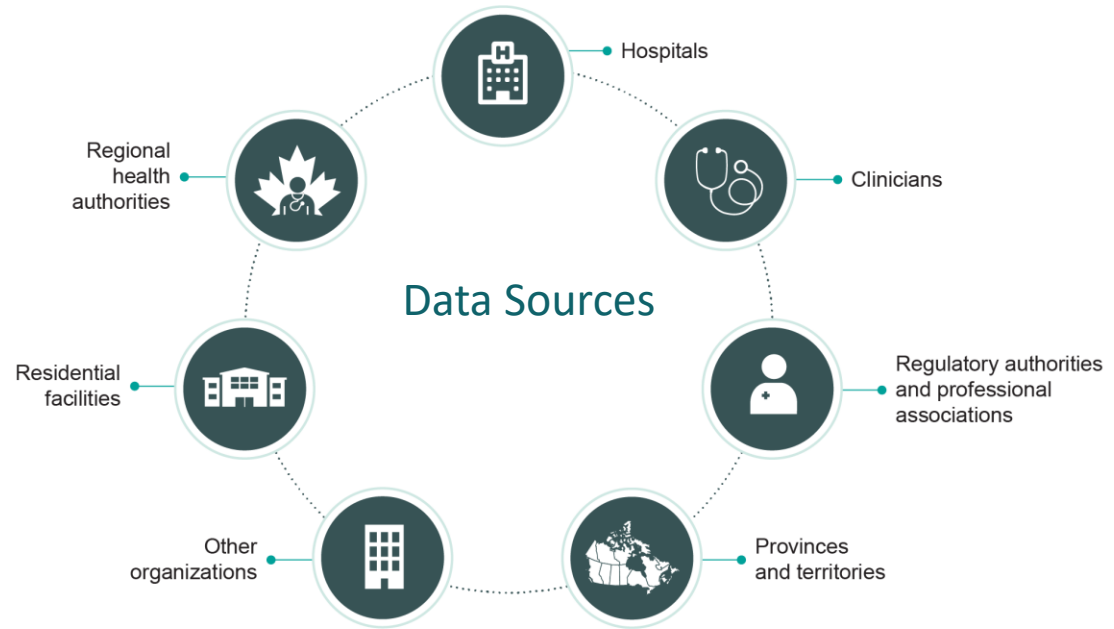 Hospitals
Regional
health
authorities
Clinicians
Data Sources
Residential
facilities
Regulatory authorities
and professional
associations
Other
organizations
Provinces
and territories
H